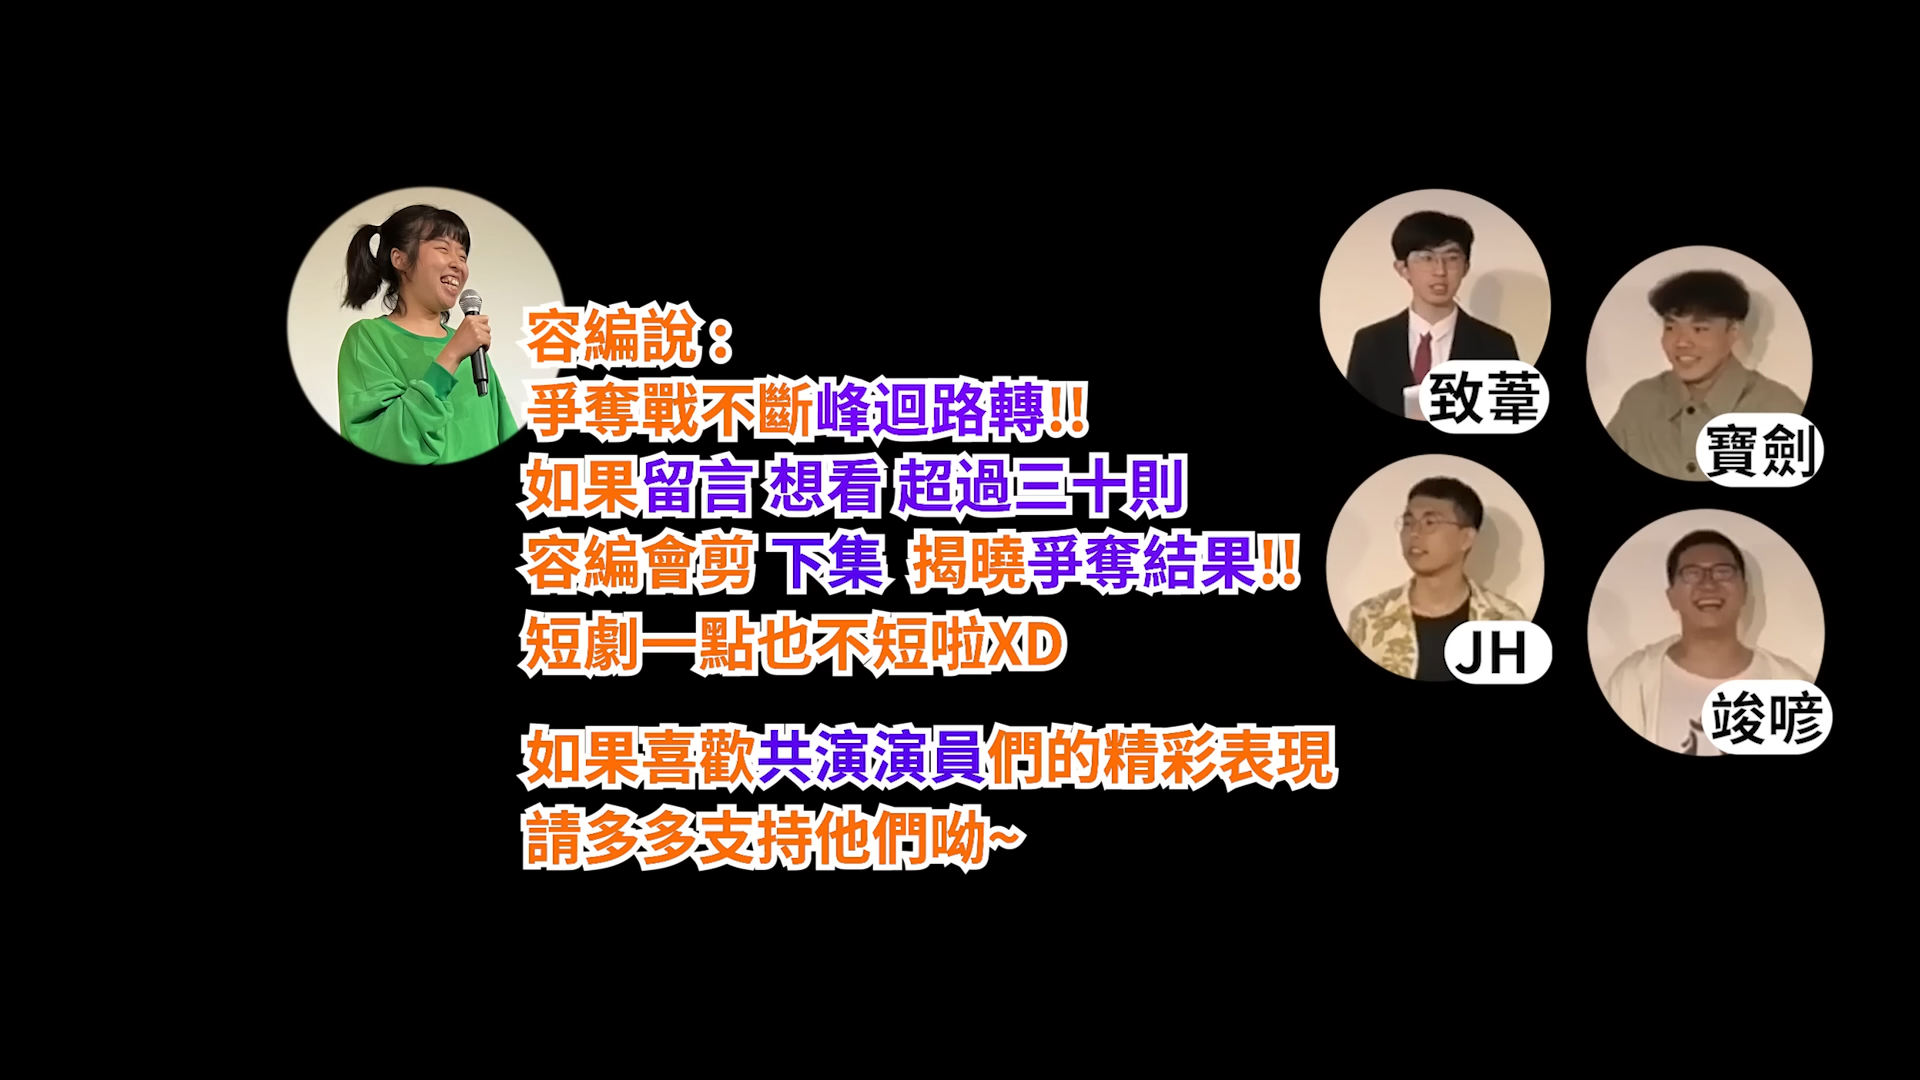 容編說:
爭奪戰不斷峰迴路轉!!
如果留言 想看 超過三十則
容編會剪 下集 揭曉爭奪結果!!
短劇一點也不短啦XD
如果喜歡共演演員們的精彩表現
請多多支持他們呦~
致葦
寶劍
JH
竣喭